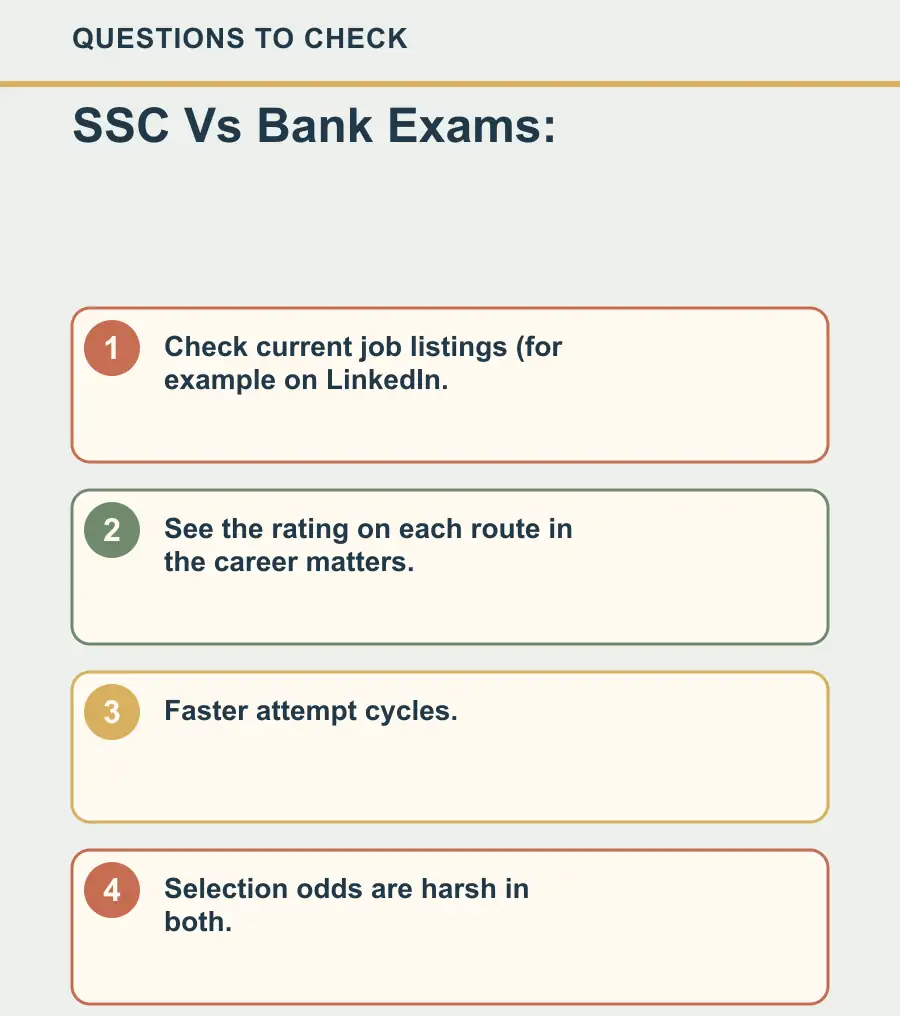 QUESTIONS TO CHECK
SSC Vs Bank Exams:
1
Check current job listings (for
example on LinkedIn.
2
See the rating on each route in
the career matters.
3
Faster attempt cycles.
4
Selection odds are harsh in
both.